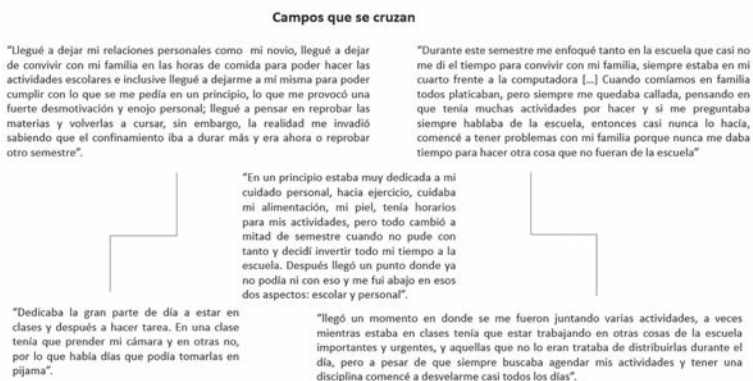 Campos que se cruzan
"Llegué a dejar mi relaciones personales como mi novio, llegué a dejar
de convivir con mi familia en las horas de comida para poder hacer las
actividades escolares e inclusive llegué a dejarme a mí misma para poder
cumplir con lo que se me pedía en un principio, lo que me provocó una
fuerte desmotivación y enojo personal; llegué a pensar en reprobar las
materias y volverlas a cursar, sin embargo, la realidad me invadió
sabiendo que el confinamiento iba a durar más y era ahora o reprobar
otro semestre".
"Durante este semestre me enfoqué tanto en la escuela que casi no
me di el tiempo para convivir con mi familia, siempre estaba en mi
cuarto frente a la computadora [...] Cuando comíamos en familia
todos platicaban, pero siempre me quedaba callada, pensando en
que tenía muchas actividades por hacer y si me preguntaba
siempre hablaba de la escuela, entonces casi nunca lo hacía,
comencé a tener problemas con mi familia porque nunca me daba
tiempo para hacer otra cosa que no fueran de la escuela"
"En un principio estaba muy dedicada a mi
cuidado personal, hacia ejercicio, cuidaba
mi alimentación, mi piel, tenía horarios
para mis actividades, pero todo cambió a
mitad de semestre cuando no pude con
tanto y decidí invertir todo mi tiempo a la
escuela. Después llegó un punto donde ya
no podía ni con eso y me fui abajo en esos
dos aspectos: escolar y personal".
"Dedicaba la gran parte de día a estar en
clases y después a hacer tarea. En una clase
tenía que prender mi cámara y en otras no,
por lo que había días que podía tomarlas en
pijama".
"llegó un momento en donde se me fueron juntando varias actividades, a veces
mientras estaba en clases tenía que estar trabajando en otras cosas de la escuela
importantes y urgentes, y aquellas que no lo eran trataba de distribuirlas durante el
día, pero a pesar de que siempre buscaba agendar mis actividades y tener una
disciplina comencé a desvelarme casi todos los días".